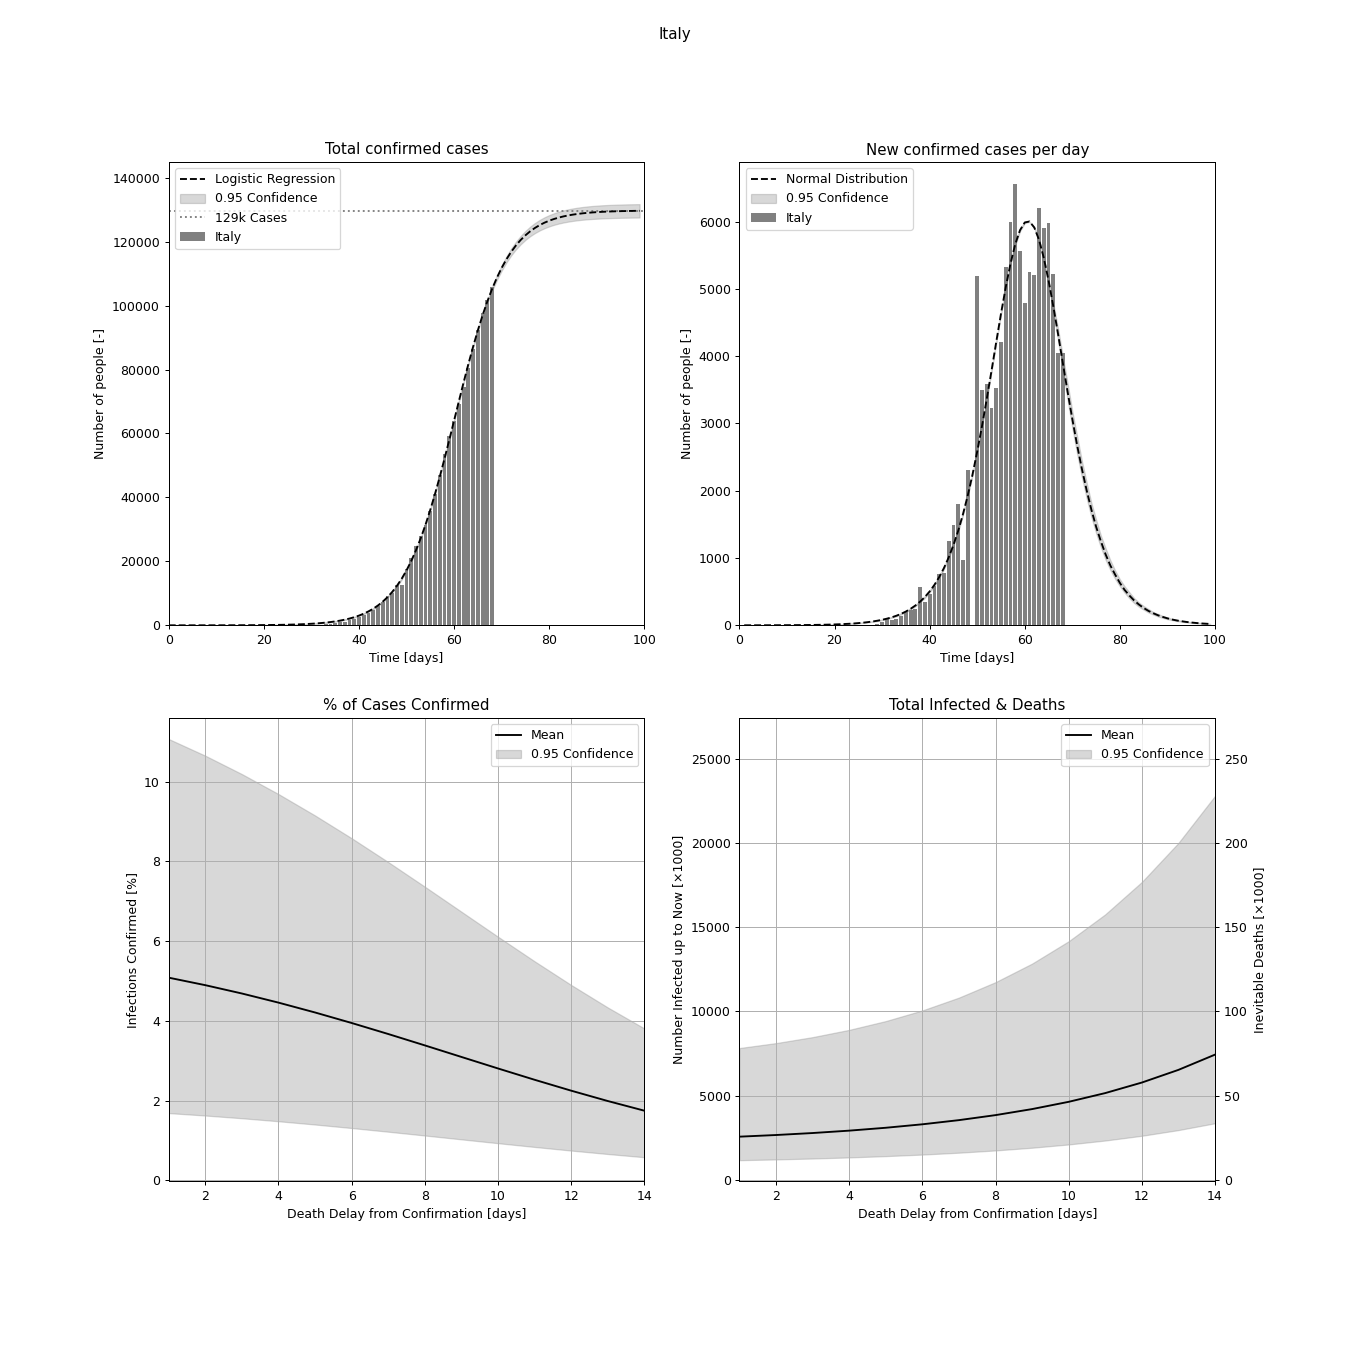 Italy
Total confirmed cases
Logistic Regression
0.95 Confidence
129k Cases
Italy
140000
120000
100000
80000
60000
40000
20000
0
Number of people [-]
0 20 40 60 80 100
Time [days]
New confirmed cases per day
Normal Distribution
0.95 Confidence
Italy
6000
5000
4000
3000
2000
1000
0
Number of people [-]
0 20 40 60 80 100
Time [days]
% of Cases Confirmed
Mean
0.95 Confidence
10
8
6
4
2
0
Infections Confirmed [%]
2 4 6 8 10 12 14
Death Delay from Confirmation [days]
Total Infected & Deaths
Mean
0.95 Confidence
25000
20000
15000
10000
5000
0
Number Infected up to Now [×1000]
250
200
150
100
50
0
Inevitable Deaths [×1000]
2 4 6 8 10 12 14
Death Delay from Confirmation [days]